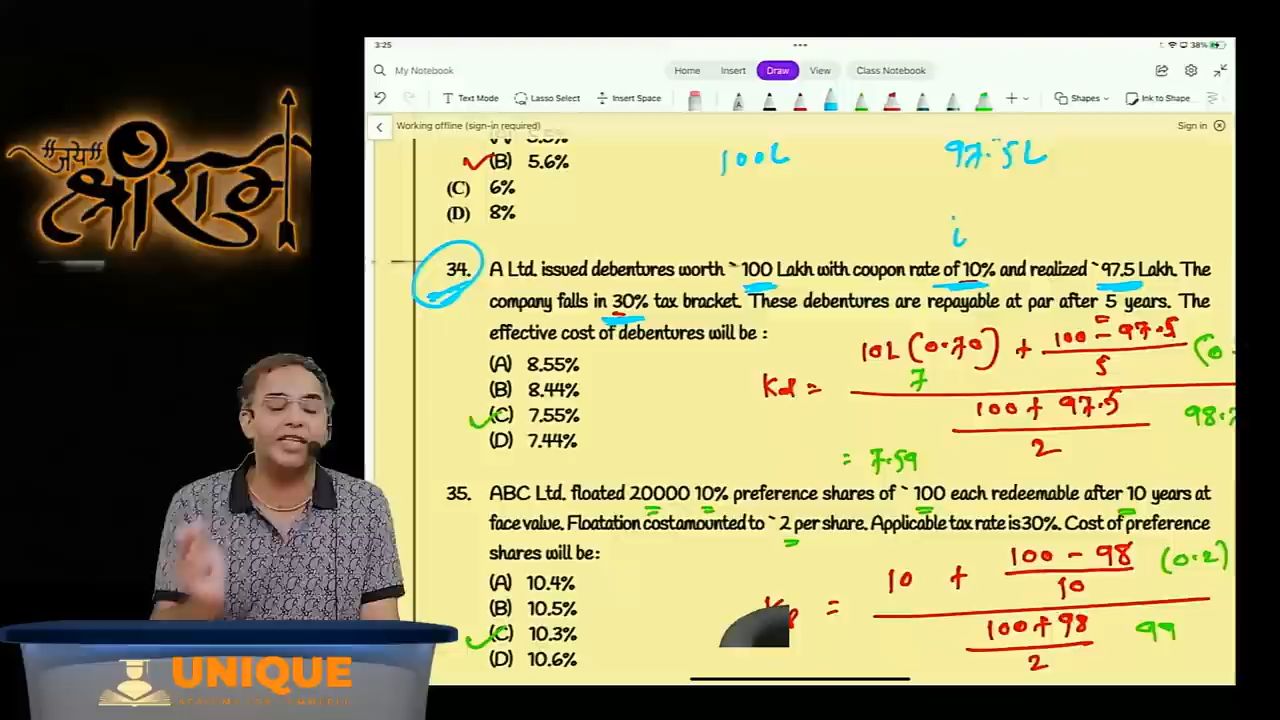 3:25
38%
My Notebook
Home Insert Draw View Class Notebook
Text Mode Lasso Select Insert Space Shapes Ink to Shape
Working offline (sign-in required) Sign in
"जय"
श्रीराम
(B) 5.6%
100L 97.5L
(C) 6%
(D) 8%
i
34. A Ltd. issued debentures worth ` 100 Lakh with coupon rate of 10% and realized ` 97.5 Lakh. The
company falls in 30% tax bracket. These debentures are repayable at par after 5 years. The
effective cost of debentures will be :
(A) 8.55%
(B) 8.44%
(C) 7.55%
(D) 7.44%
Kd = 10L (0.70) + 100 - 97.5
5
7
100 + 97.5
2
= 7.59
35. ABC Ltd. floated 20000 10% preference shares of ` 100 each redeemable after 10 years at
face value. Floatation costamounted to ` 2 per share. Applicable tax rate is 30%. Cost of preference
shares will be:
(A) 10.4%
(B) 10.5%
(C) 10.3%
(D) 10.6%
= 10 + 100 - 98 (0.2)
10
100 + 98 99
2
UNIQUE